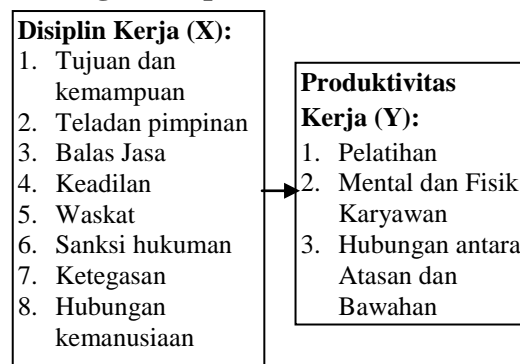 Disiplin Kerja (X):
1. Tujuan dan
kemampuan
2. Teladan pimpinan
3. Balas Jasa
4. Keadilan
5. Waskat
6. Sanksi hukuman
7. Ketegasan
8. Hubungan
kemanusiaan
Produktivitas
Kerja (Y):
1. Pelatihan
2. Mental dan Fisik
Karyawan
3. Hubungan antara
Atasan dan
Bawahan